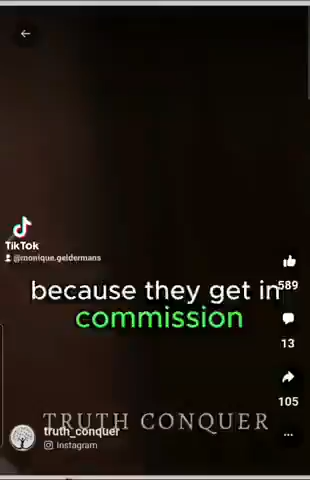 TikTok
@monique.geldermans
because they get in
commission
589
13
105
TRUTH CONQUER
truth_conquer
Instagram